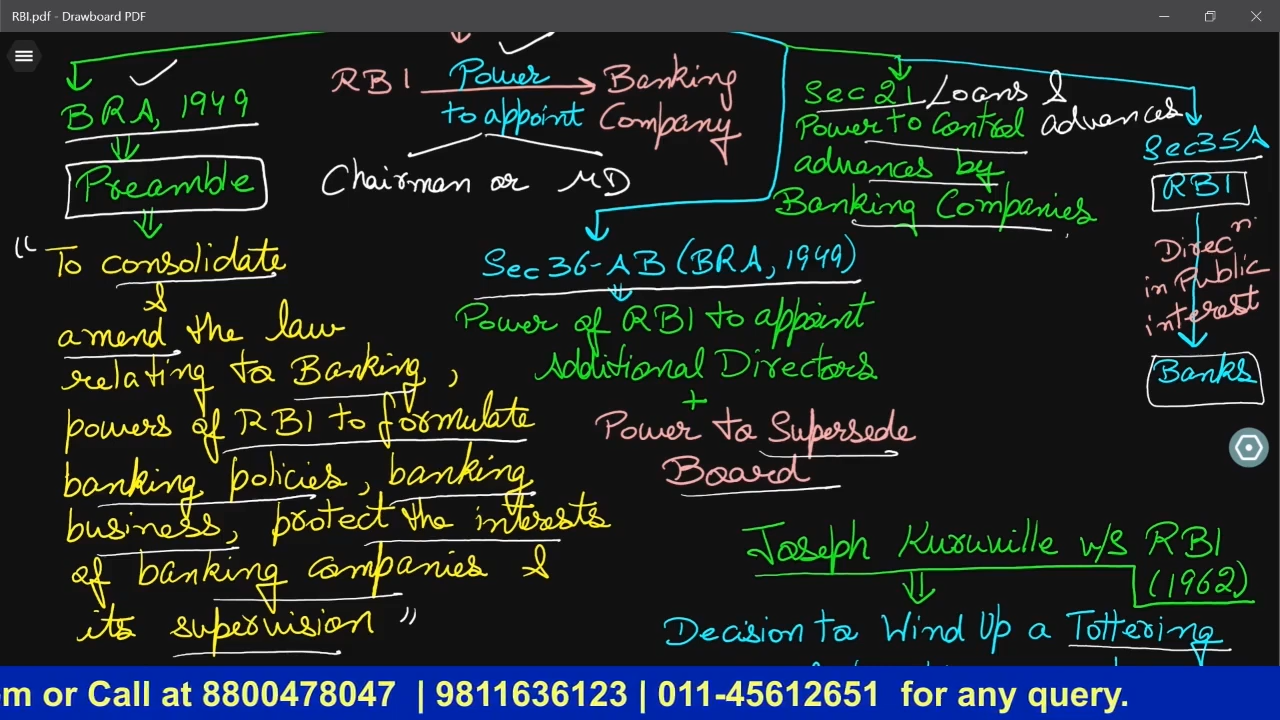 RBI.pdf - Drawboard PDF
BRA, 1949
Preamble
"To consolidate
&
amend the law
relating to Banking,
powers of RBI to formulate
banking policies, banking
business, protect the interests
of banking companies &
its supervision"
RBI Power to appoint Banking Company
Chairman or MD
Sec 36-AB (BRA, 1949)
Power of RBI to appoint
Additional Directors
+
Power to Supersede
Board
Sec 21 Loans & advances
Power to Control
advances by
Banking Companies
Sec 35A
RBI
Direcⁿ
in Public
interest
Banks
Joseph Kuruville v/s RBI
(1962)
Decision to Wind Up a Tottering
om or Call at 8800478047 | 9811636123 | 011-45612651 for any query.